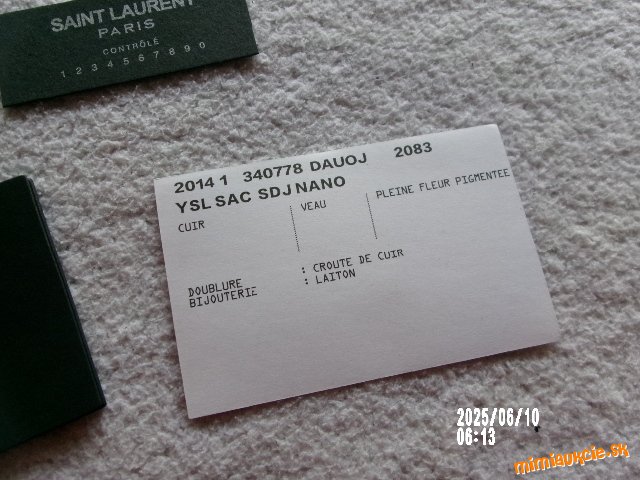 SAINT LAURENT
PARIS
CONTRÔLÉ
1 2 3 4 5 6 7 8 9 0
2014 1 340778 DAUOJ 2083
YSL SAC SDJ NANO
CUIR VEAU PLEINE FLEUR PIGMENTEE
DOUBLURE : CROUTE DE CUIR
BIJOUTERIE : LAITON
2025/06/10
06:13
mimiaukcie.sk